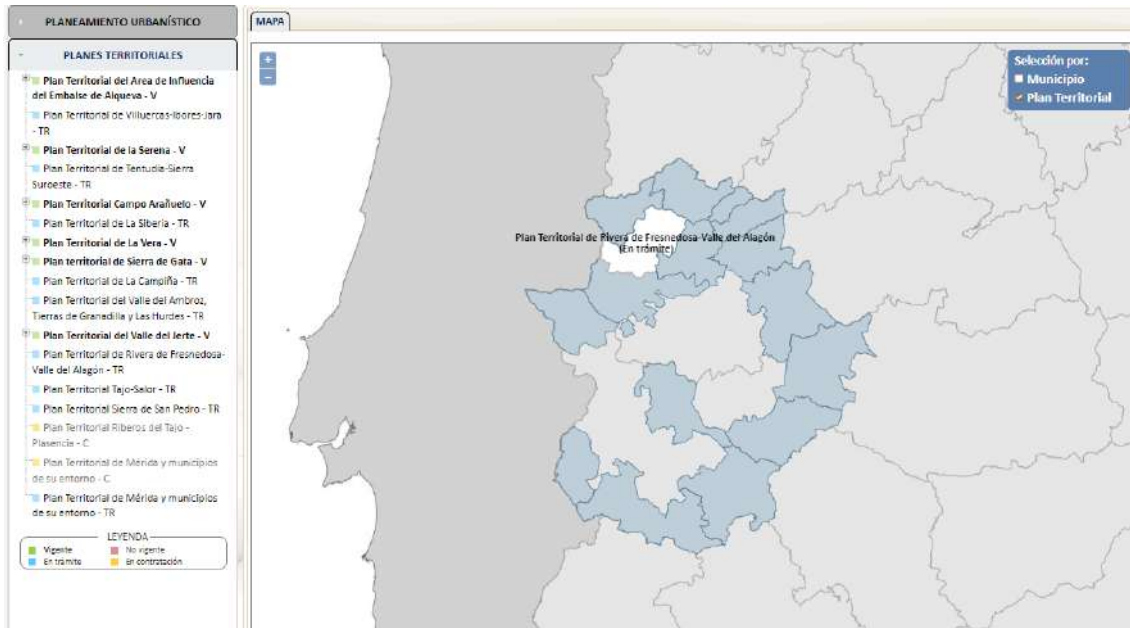 PLANEAMIENTO URBANÍSTICO
PLANES TERRITORIALES
Plan Territorial del Area de Influencia
del Embalse de Alqueva - V
Plan Territorial de Villuercas-Ibores-Jara
- TR
Plan Territorial de la Serena - V
Plan Territorial de Tentudia-Sierra
Suroeste - TR
Plan Territorial Campo Arañuelo - V
Plan Territorial de La Siberia - TR
Plan Territorial de La Vera - V
Plan territorial de Sierra de Gata - V
Plan Territorial de La Campiña - TR
Plan Territorial del Valle del Ambroz,
Tierras de Granadilla y Las Hurdes - TR
Plan Territorial del Valle del Jerte - V
Plan Territorial de Rivera de Fresnedosa-
Valle del Alagón - TR
Plan Territorial Tajo-Salor - TR
Plan Territorial Sierra de San Pedro - TR
Plan Territorial Riberos del Tajo -
Plasencia - C
Plan Territorial de Mérida y municipios
de su entorno - C
Plan Territorial de Mérida y municipios
de su entorno - TR
LEYENDA
Vigente No vigente
En trámite En contratación
MAPA
+
−
Selección por:
Municipio
Plan Territorial
Plan Territorial de Rivera de Fresnedosa-Valle del Alagón
(En trámite)